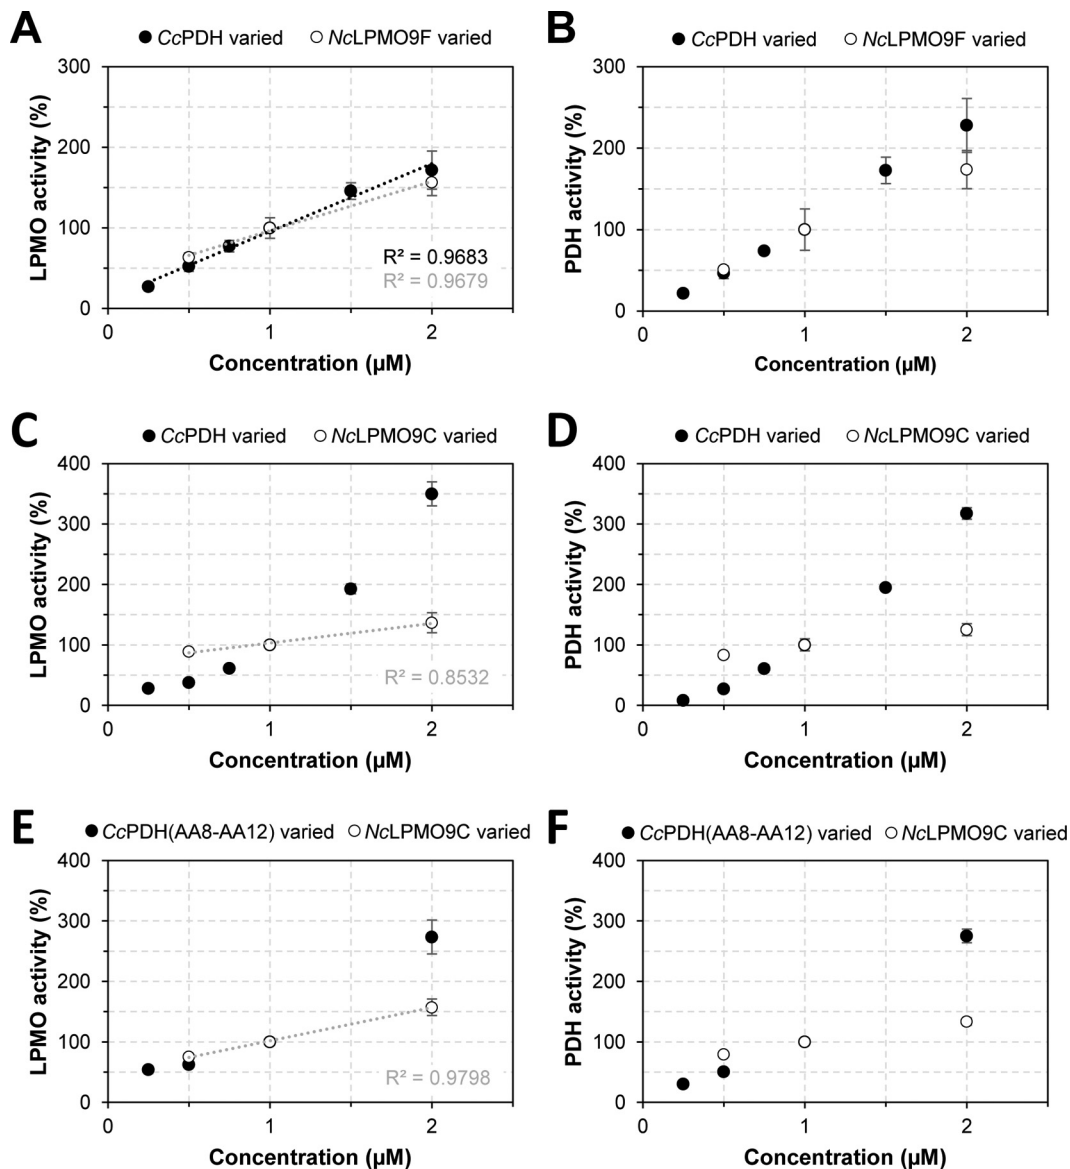 A
CcPDH varied NcLPMO9F varied
300
200
100
0
LPMO activity (%)
R² = 0.9683
R² = 0.9679
0 1 2
Concentration (µM)
B
CcPDH varied NcLPMO9F varied
300
200
100
0
PDH activity (%)
0 1 2
Concentration (µM)
C
CcPDH varied NcLPMO9C varied
400
300
200
100
0
LPMO activity (%)
R² = 0.8532
0 1 2
Concentration (µM)
D
CcPDH varied NcLPMO9C varied
400
300
200
100
0
PDH activity (%)
0 1 2
Concentration (µM)
E
CcPDH(AA8-AA12) varied NcLPMO9C varied
400
300
200
100
0
LPMO activity (%)
R² = 0.9798
0 1 2
Concentration (µM)
F
CcPDH(AA8-AA12) varied NcLPMO9C varied
400
300
200
100
0
PDH activity (%)
0 1 2
Concentration (µM)